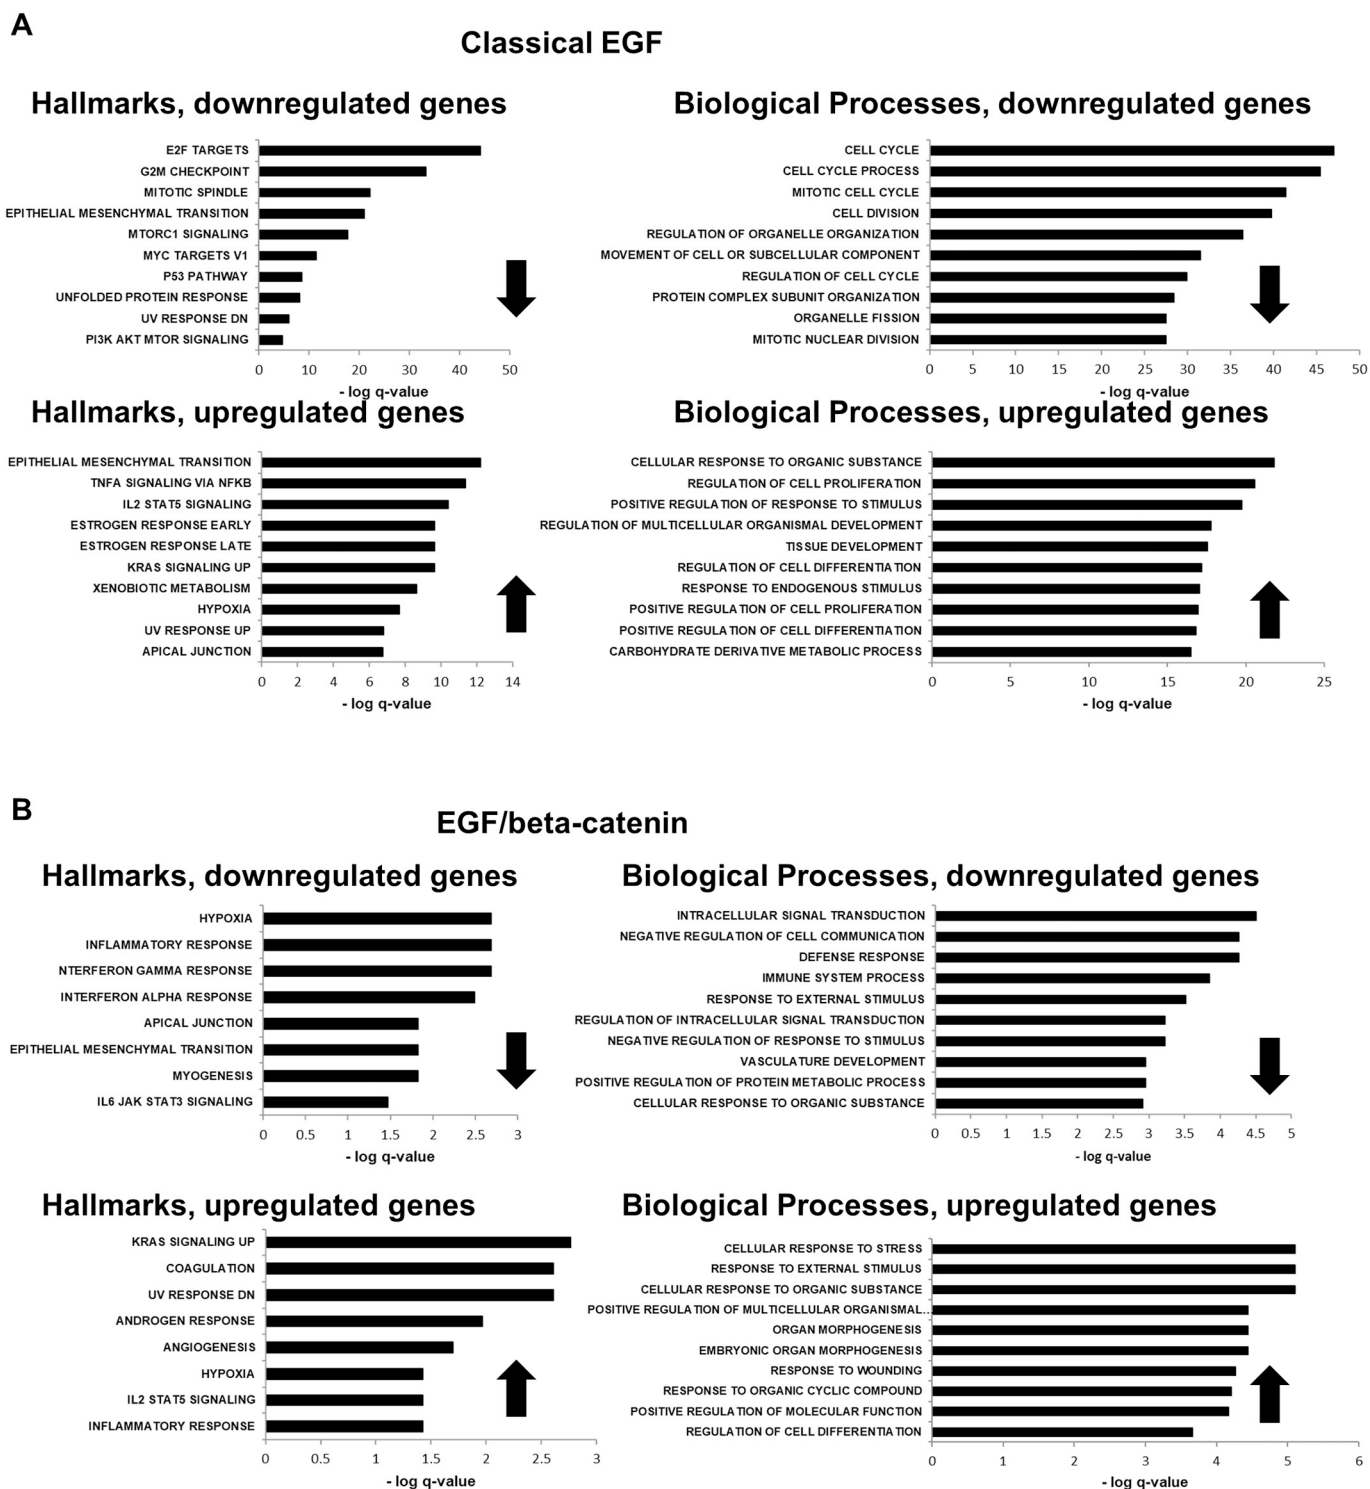 A
Classical EGF
Hallmarks, downregulated genes
E2F TARGETS
G2M CHECKPOINT
MITOTIC SPINDLE
EPITHELIAL MESENCHYMAL TRANSITION
MTORC1 SIGNALING
MYC TARGETS V1
P53 PATHWAY
UNFOLDED PROTEIN RESPONSE
UV RESPONSE DN
PI3K AKT MTOR SIGNALING
0 10 20 30 40 50
- log q-value
Biological Processes, downregulated genes
CELL CYCLE
CELL CYCLE PROCESS
MITOTIC CELL CYCLE
CELL DIVISION
REGULATION OF ORGANELLE ORGANIZATION
MOVEMENT OF CELL OR SUBCELLULAR COMPONENT
REGULATION OF CELL CYCLE
PROTEIN COMPLEX SUBUNIT ORGANIZATION
ORGANELLE FISSION
MITOTIC NUCLEAR DIVISION
0 5 10 15 20 25 30 35 40 45 50
- log q-value
Hallmarks, upregulated genes
EPITHELIAL MESENCHYMAL TRANSITION
TNFA SIGNALING VIA NFKB
IL2 STAT5 SIGNALING
ESTROGEN RESPONSE EARLY
ESTROGEN RESPONSE LATE
KRAS SIGNALING UP
XENOBIOTIC METABOLISM
HYPOXIA
UV RESPONSE UP
APICAL JUNCTION
0 2 4 6 8 10 12 14
- log q-value
Biological Processes, upregulated genes
CELLULAR RESPONSE TO ORGANIC SUBSTANCE
REGULATION OF CELL PROLIFERATION
POSITIVE REGULATION OF RESPONSE TO STIMULUS
REGULATION OF MULTICELLULAR ORGANISMAL DEVELOPMENT
TISSUE DEVELOPMENT
REGULATION OF CELL DIFFERENTIATION
RESPONSE TO ENDOGENOUS STIMULUS
POSITIVE REGULATION OF CELL PROLIFERATION
POSITIVE REGULATION OF CELL DIFFERENTIATION
CARBOHYDRATE DERIVATIVE METABOLIC PROCESS
0 5 10 15 20 25
- log q-value
B
EGF/beta-catenin
Hallmarks, downregulated genes
HYPOXIA
INFLAMMATORY RESPONSE
NTERFERON GAMMA RESPONSE
INTERFERON ALPHA RESPONSE
APICAL JUNCTION
EPITHELIAL MESENCHYMAL TRANSITION
MYOGENESIS
IL6 JAK STAT3 SIGNALING
0 0.5 1 1.5 2 2.5 3
- log q-value
Biological Processes, downregulated genes
INTRACELLULAR SIGNAL TRANSDUCTION
NEGATIVE REGULATION OF CELL COMMUNICATION
DEFENSE RESPONSE
IMMUNE SYSTEM PROCESS
RESPONSE TO EXTERNAL STIMULUS
REGULATION OF INTRACELLULAR SIGNAL TRANSDUCTION
NEGATIVE REGULATION OF RESPONSE TO STIMULUS
VASCULATURE DEVELOPMENT
POSITIVE REGULATION OF PROTEIN METABOLIC PROCESS
CELLULAR RESPONSE TO ORGANIC SUBSTANCE
0 0.5 1 1.5 2 2.5 3 3.5 4 4.5 5
- log q-value
Hallmarks, upregulated genes
KRAS SIGNALING UP
COAGULATION
UV RESPONSE DN
ANDROGEN RESPONSE
ANGIOGENESIS
HYPOXIA
IL2 STAT5 SIGNALING
INFLAMMATORY RESPONSE
0 0.5 1 1.5 2 2.5 3
- log q-value
Biological Processes, upregulated genes
CELLULAR RESPONSE TO STRESS
RESPONSE TO EXTERNAL STIMULUS
CELLULAR RESPONSE TO ORGANIC SUBSTANCE
POSITIVE REGULATION OF MULTICELLULAR ORGANISMAL...
ORGAN MORPHOGENESIS
EMBRYONIC ORGAN MORPHOGENESIS
RESPONSE TO WOUNDING
RESPONSE TO ORGANIC CYCLIC COMPOUND
POSITIVE REGULATION OF MOLECULAR FUNCTION
REGULATION OF CELL DIFFERENTIATION
0 1 2 3 4 5 6
- log q-value